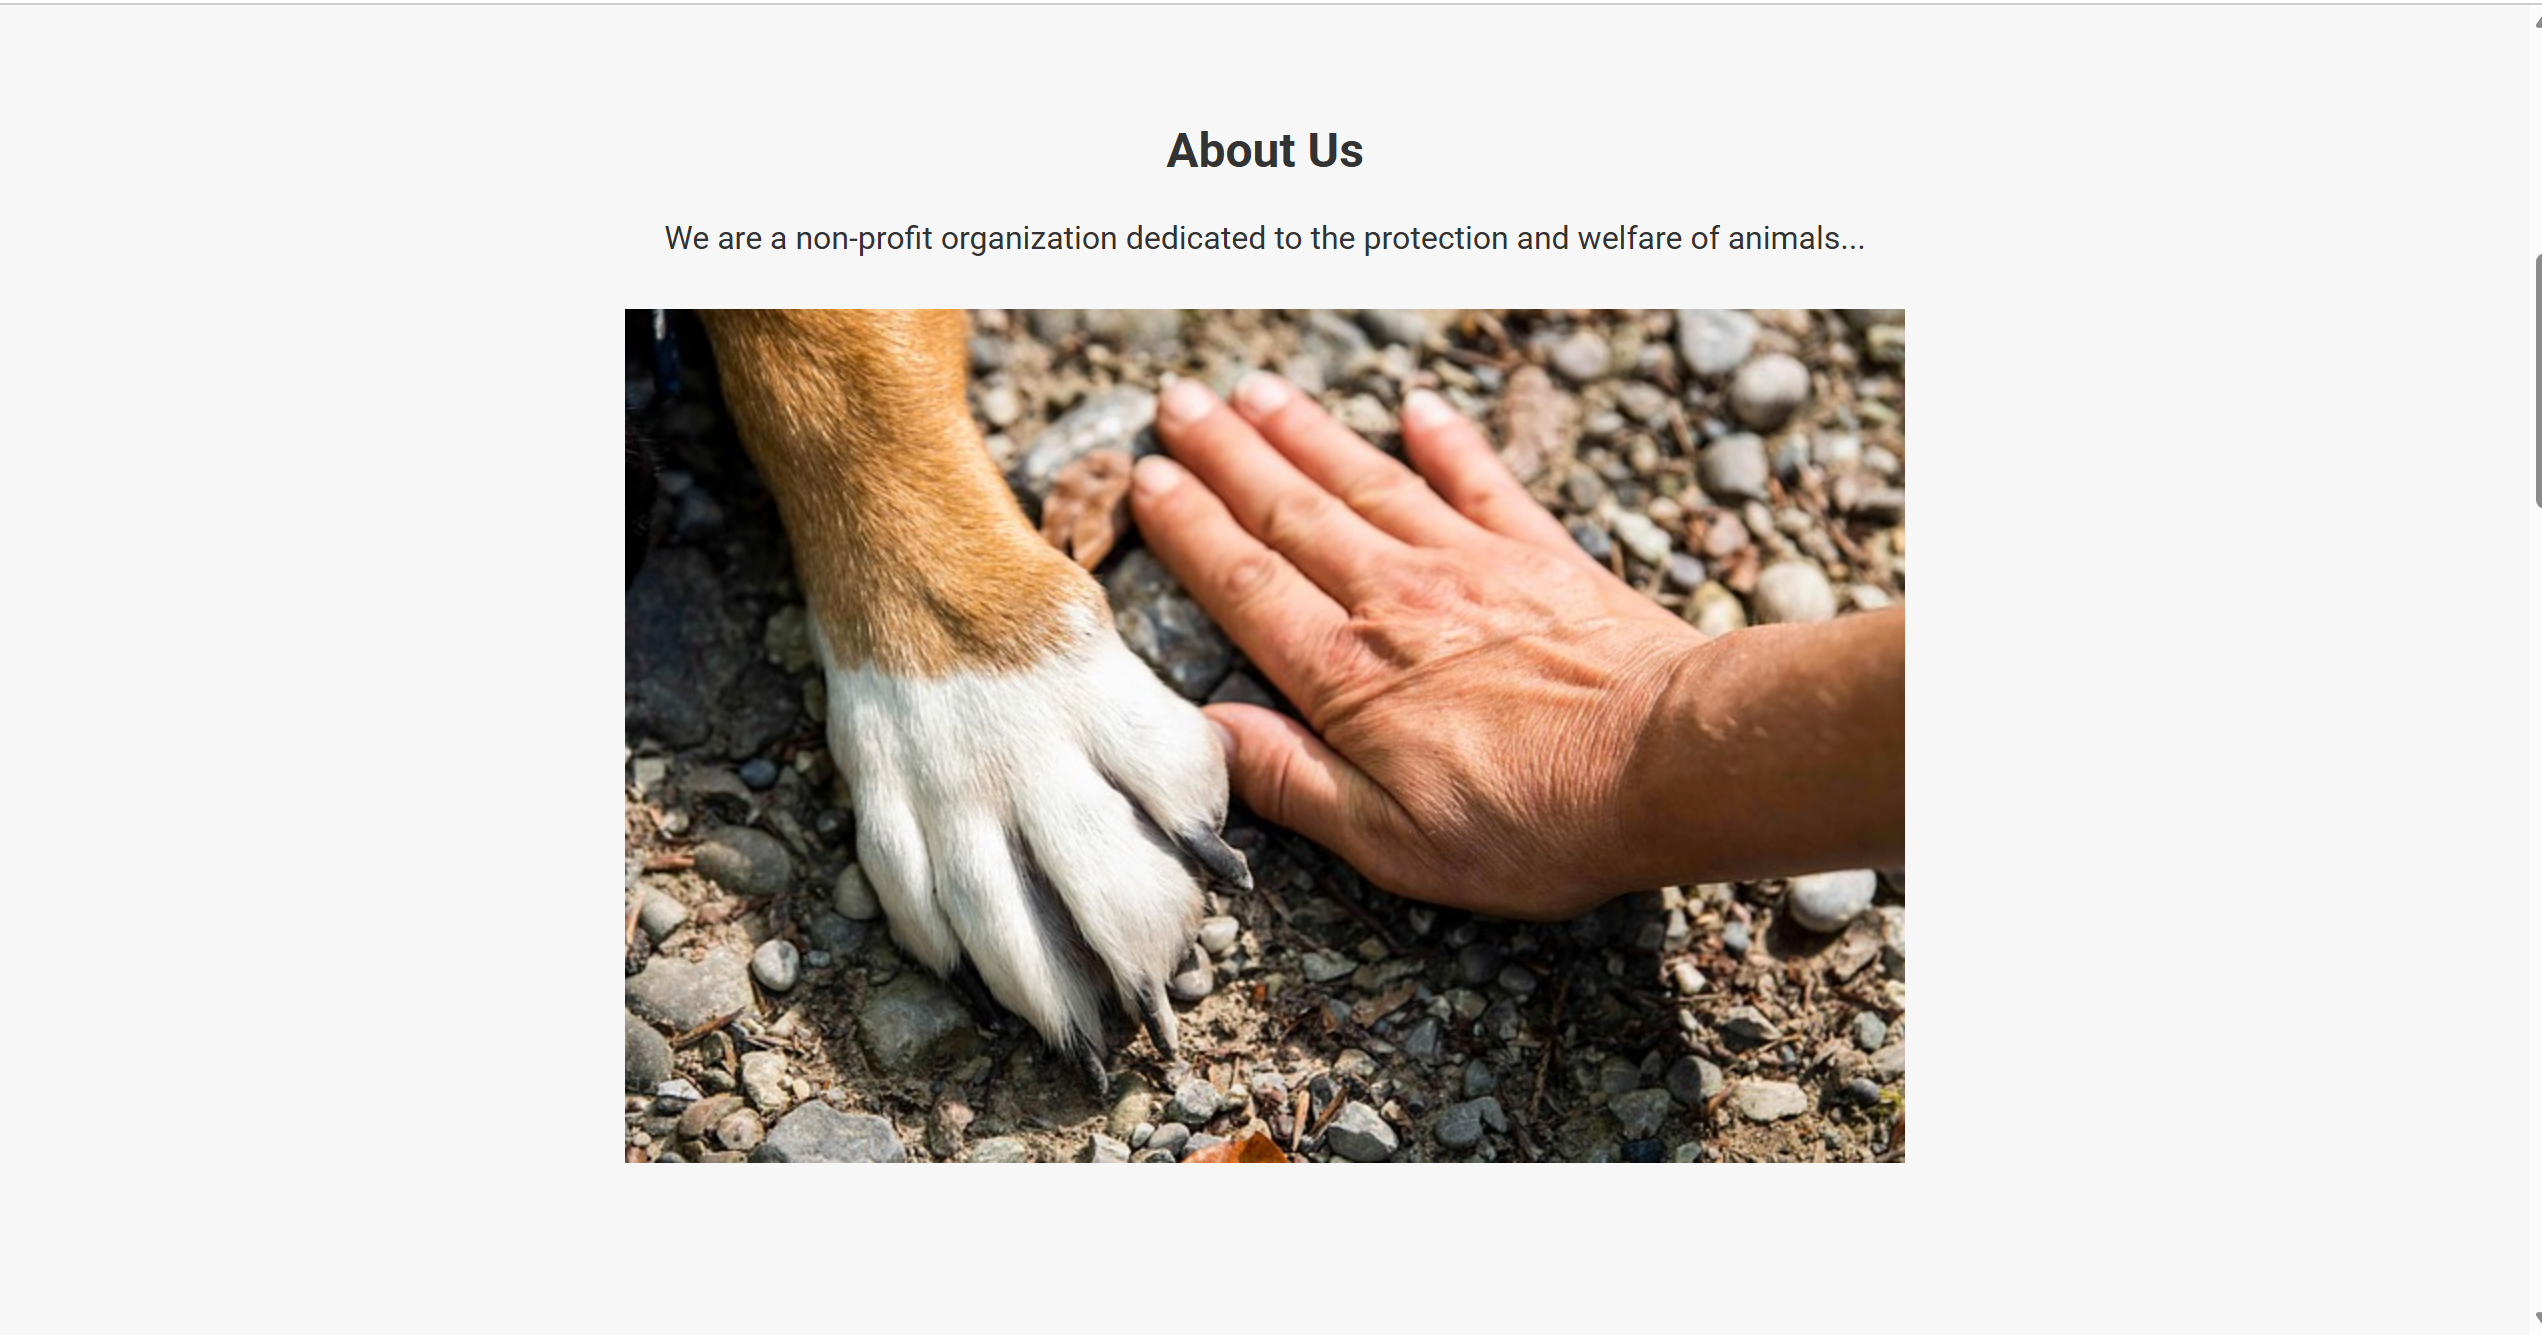 About Us
We are a non-profit organization dedicated to the protection and welfare of animals...